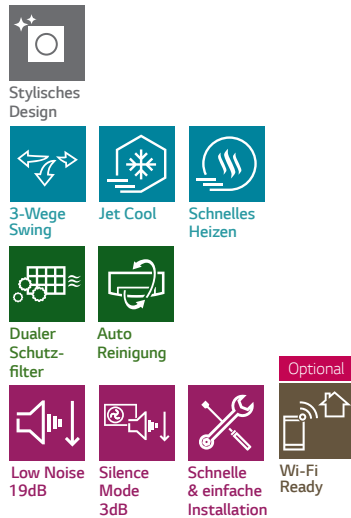 Stylisches
Design
3-Wege
Swing
Jet Cool
Schnelles
Heizen
Dualer
Schutz-
filter
Auto
Reinigung
Optional
Low Noise
19dB
Silence
Mode
3dB
Schnelle
& einfache
Installation
Wi-Fi
Ready